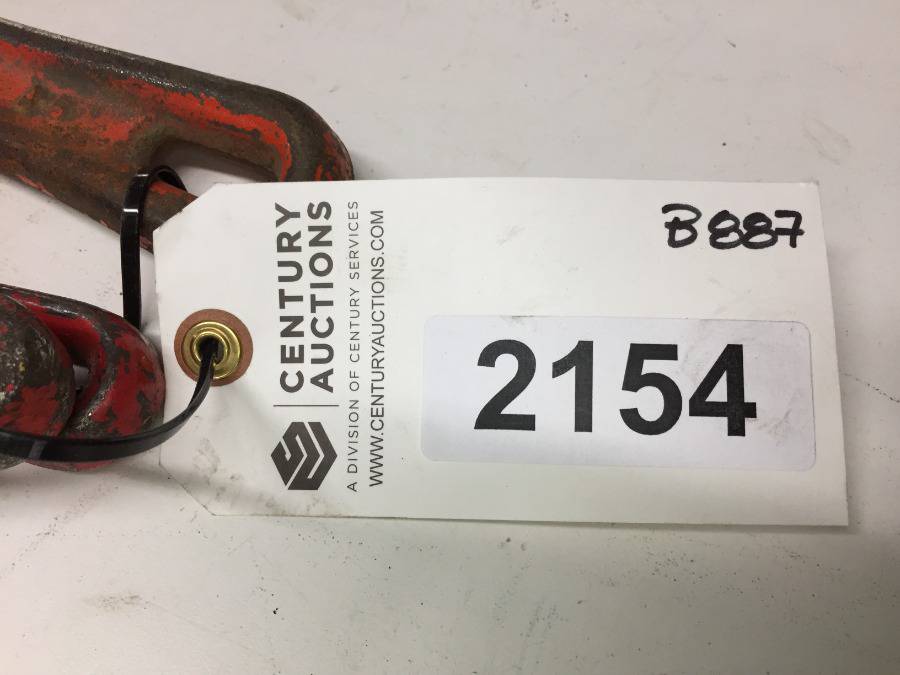 CENTURY
AUCTIONS
A DIVISION OF CENTURY SERVICES
WWW.CENTURYAUCTIONS.COM
B887
2154